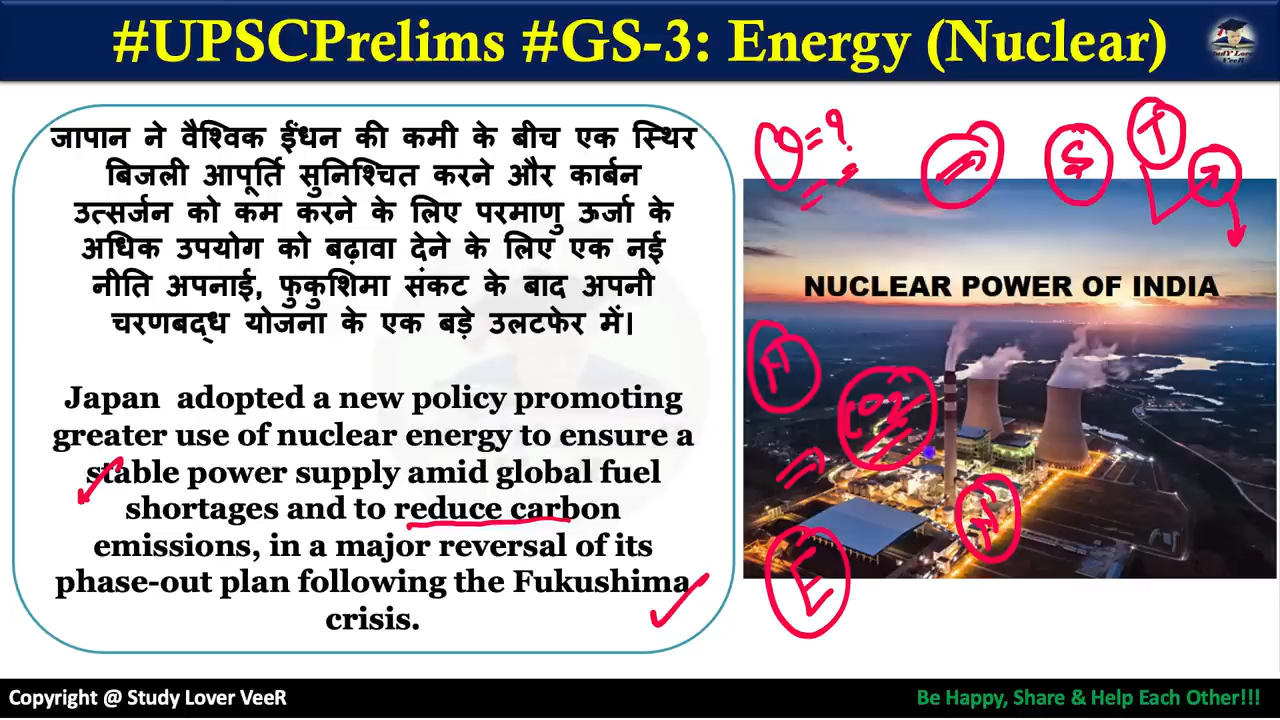 #UPSCPrelims #GS-3: Energy (Nuclear)
जापान ने वैश्विक ईंधन की कमी के बीच एक स्थिर
बिजली आपूर्ति सुनिश्चित करने और कार्बन
उत्सर्जन को कम करने के लिए परमाणु ऊर्जा के
अधिक उपयोग को बढ़ावा देने के लिए एक नई
नीति अपनाई, फुकुशिमा संकट के बाद अपनी
चरणबद्ध योजना के एक बड़े उलटफेर में।
Japan adopted a new policy promoting
greater use of nuclear energy to ensure a
stable power supply amid global fuel
shortages and to reduce carbon
emissions, in a major reversal of its
phase-out plan following the Fukushima
crisis.
NUCLEAR POWER OF INDIA
Copyright @ Study Lover VeeR
Be Happy, Share & Help Each Other!!!